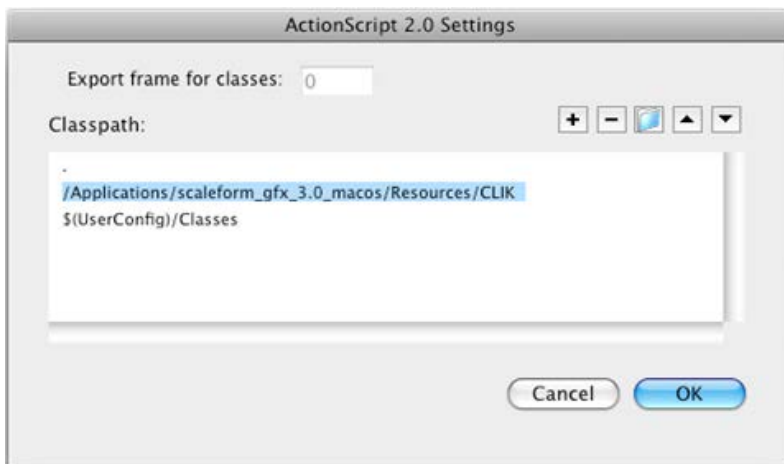 ActionScript 2.0 Settings
Export frame for classes: 0
Classpath:
.
/Applications/scaleform_gfx_3.0_macos/Resources/CLIK
$(UserConfig)/Classes
Cancel
OK